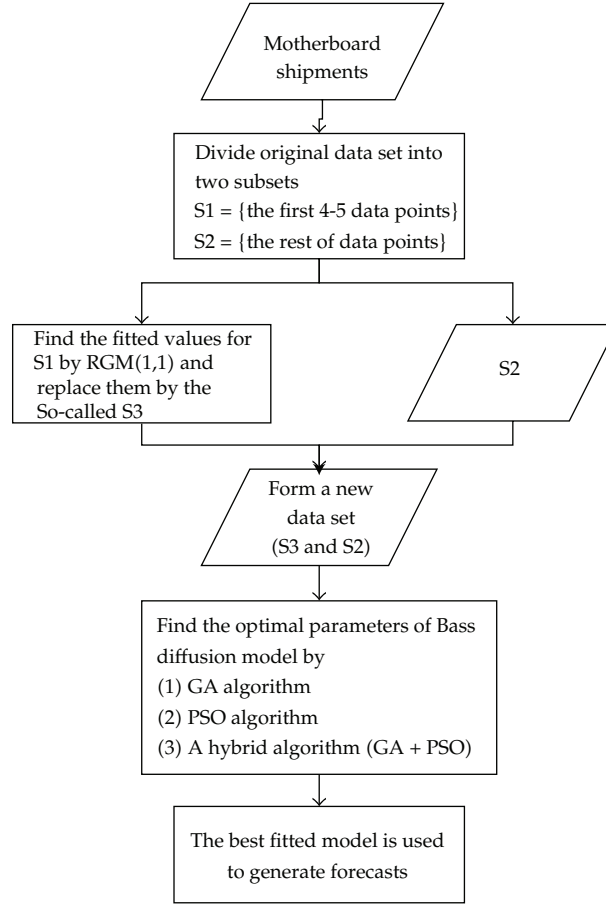 Motherboard
shipments
Divide original data set into
two subsets
S1 = {the first 4-5 data points}
S2 = {the rest of data points}
Find the fitted values for
S1 by RGM(1,1) and
replace them by the
So-called S3
S2
Form a new
data set
(S3 and S2)
Find the optimal parameters of Bass
diffusion model by
(1) GA algorithm
(2) PSO algorithm
(3) A hybrid algorithm (GA + PSO)
The best fitted model is used
to generate forecasts